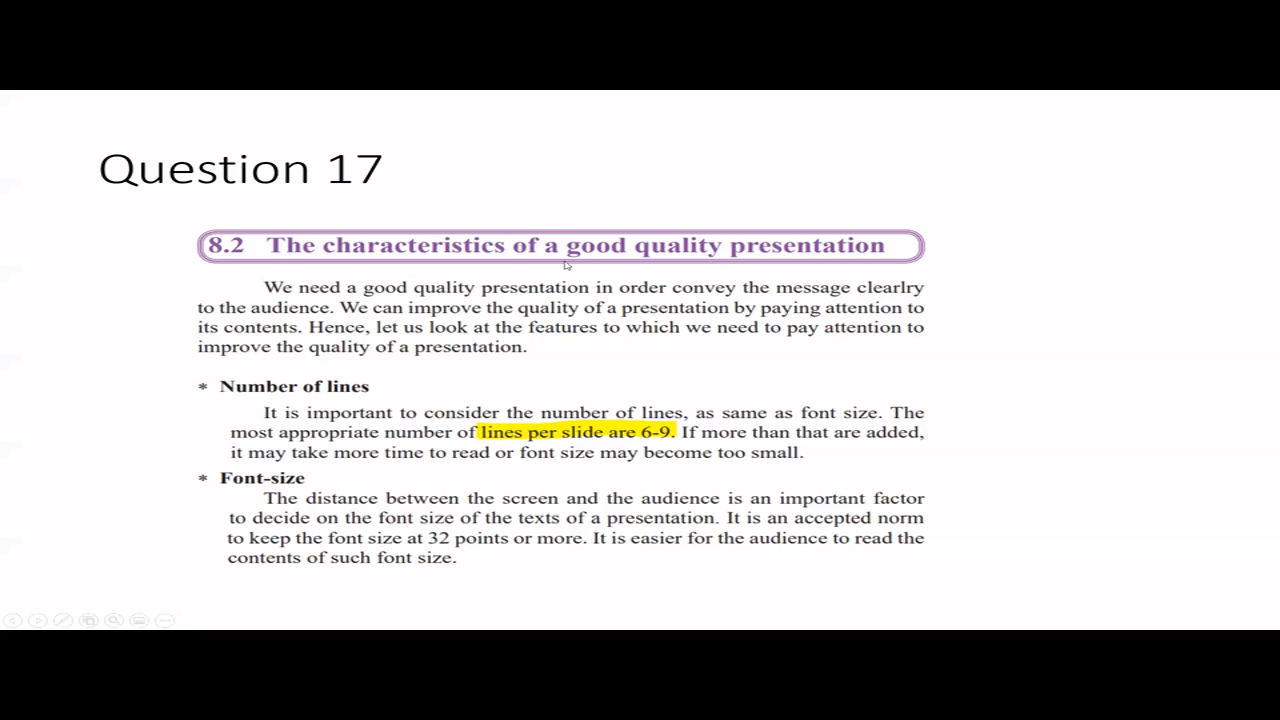 Question 17
8.2 The characteristics of a good quality presentation
We need a good quality presentation in order convey the message clearlry
to the audience. We can improve the quality of a presentation by paying attention to
its contents. Hence, let us look at the features to which we need to pay attention to
improve the quality of a presentation.
* Number of lines
It is important to consider the number of lines, as same as font size. The
most appropriate number of lines per slide are 6-9. If more than that are added,
it may take more time to read or font size may become too small.
* Font-size
The distance between the screen and the audience is an important factor
to decide on the font size of the texts of a presentation. It is an accepted norm
to keep the font size at 32 points or more. It is easier for the audience to read the
contents of such font size.